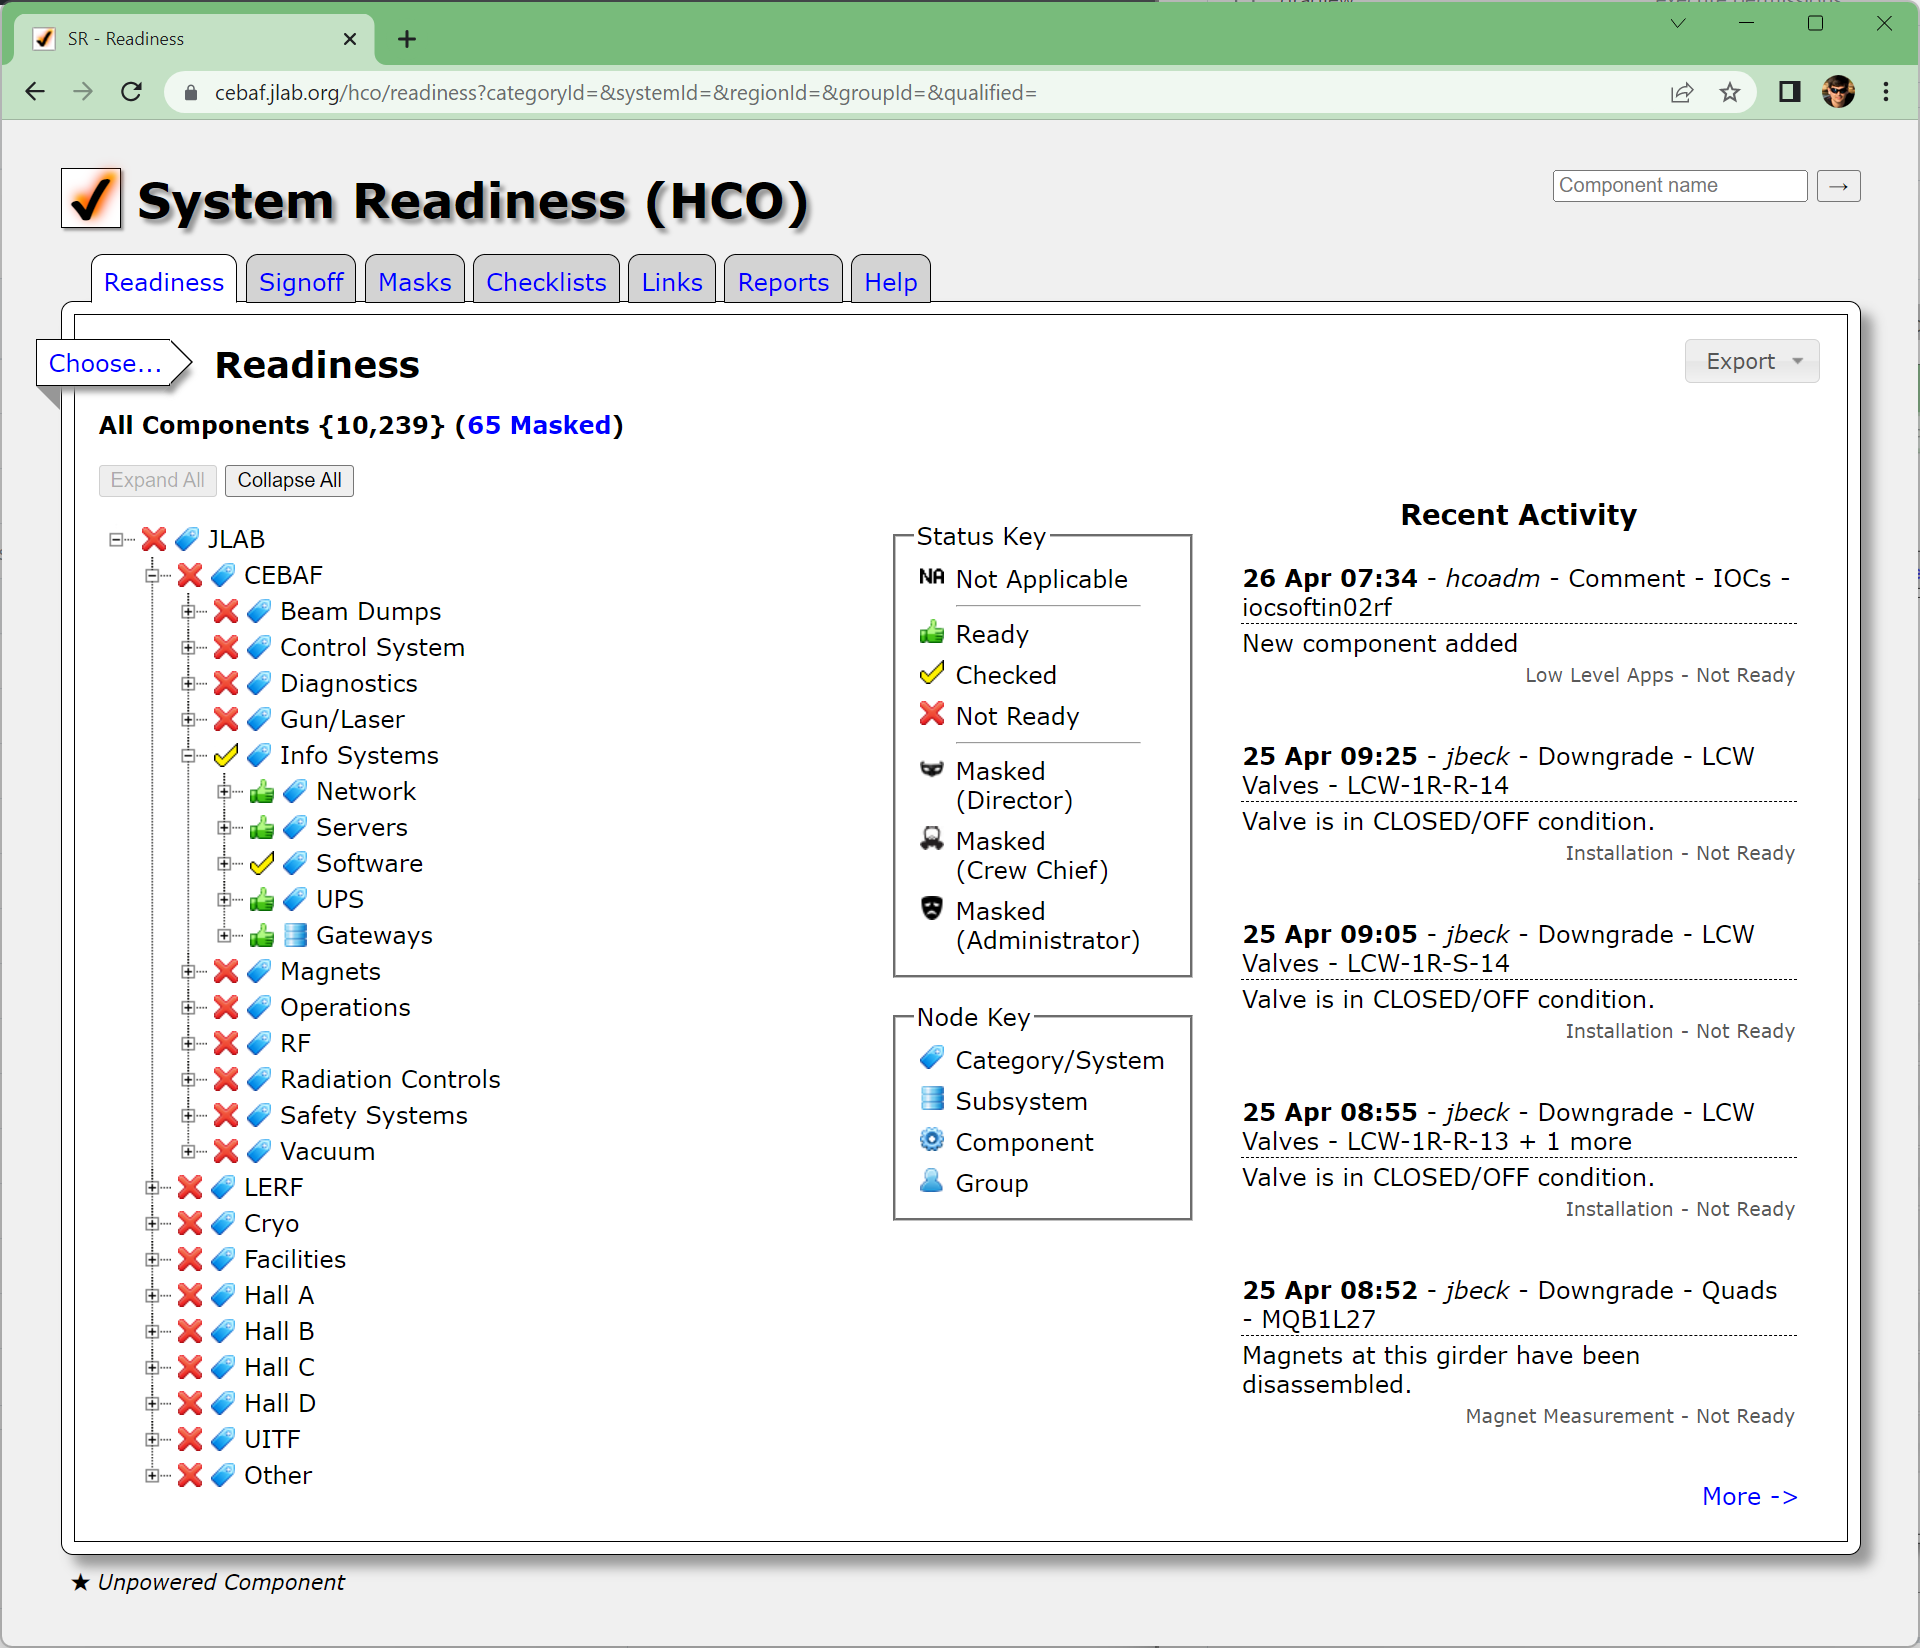 SR - Readiness
cebaf.jlab.org/hco/readiness?categoryId=&systemId=&regionId=&groupId=&qualified=
System Readiness (HCO)
Component name
→
Readiness
Signoff
Masks
Checklists
Links
Reports
Help
Choose...
Readiness
Export
All Components {10,239} (65 Masked)
Expand All
Collapse All
JLAB
CEBAF
Beam Dumps
Control System
Diagnostics
Gun/Laser
Info Systems
Network
Servers
Software
UPS
Gateways
Magnets
Operations
RF
Radiation Controls
Safety Systems
Vacuum
LERF
Cryo
Facilities
Hall A
Hall B
Hall C
Hall D
UITF
Other
Status Key
NA Not Applicable
Ready
Checked
Not Ready
Masked
(Director)
Masked
(Crew Chief)
Masked
(Administrator)
Node Key
Category/System
Subsystem
Component
Group
Recent Activity
26 Apr 07:34 - hcoadm - Comment - IOCs -
iocsoftin02rf
New component added
Low Level Apps - Not Ready
25 Apr 09:25 - jbeck - Downgrade - LCW
Valves - LCW-1R-R-14
Valve is in CLOSED/OFF condition.
Installation - Not Ready
25 Apr 09:05 - jbeck - Downgrade - LCW
Valves - LCW-1R-S-14
Valve is in CLOSED/OFF condition.
Installation - Not Ready
25 Apr 08:55 - jbeck - Downgrade - LCW
Valves - LCW-1R-R-13 + 1 more
Valve is in CLOSED/OFF condition.
Installation - Not Ready
25 Apr 08:52 - jbeck - Downgrade - Quads
- MQB1L27
Magnets at this girder have been
disassembled.
Magnet Measurement - Not Ready
More ->
★ Unpowered Component